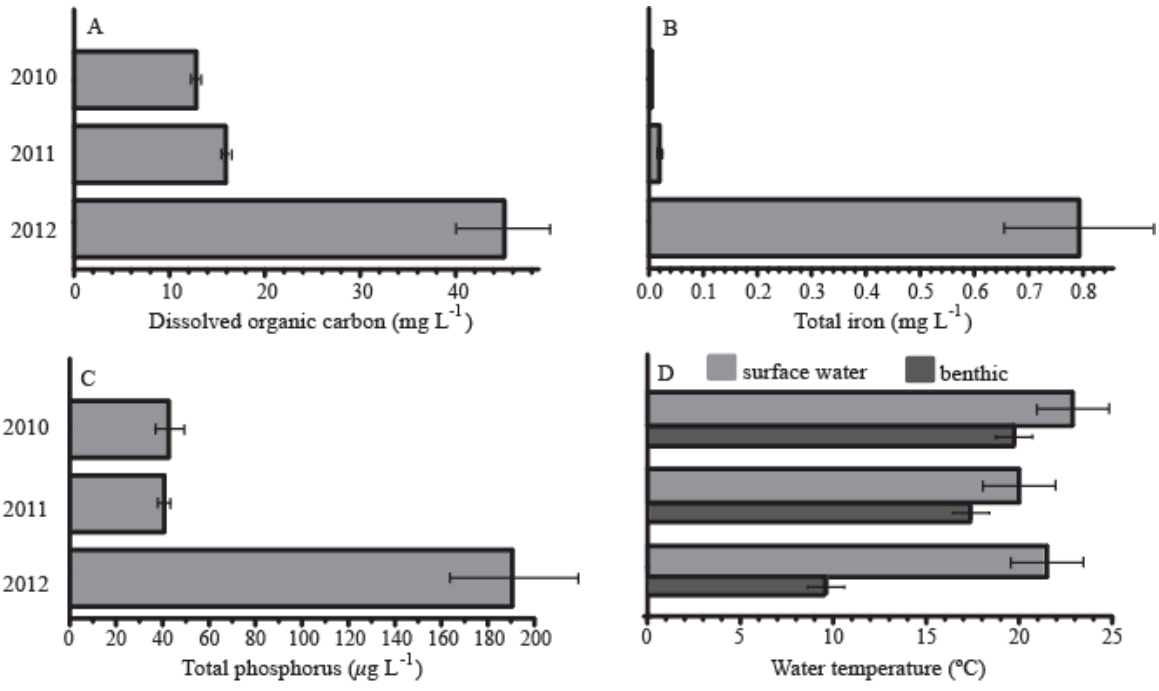 A
2010
2011
2012
0 10 20 30 40
Dissolved organic carbon (mg L⁻¹)
B
0.0 0.1 0.2 0.3 0.4 0.5 0.6 0.7 0.8
Total iron (mg L⁻¹)
C
2010
2011
2012
0 20 40 60 80 100 120 140 160 180 200
Total phosphorus (µg L⁻¹)
D surface water benthic
0 5 10 15 20 25
Water temperature (ºC)